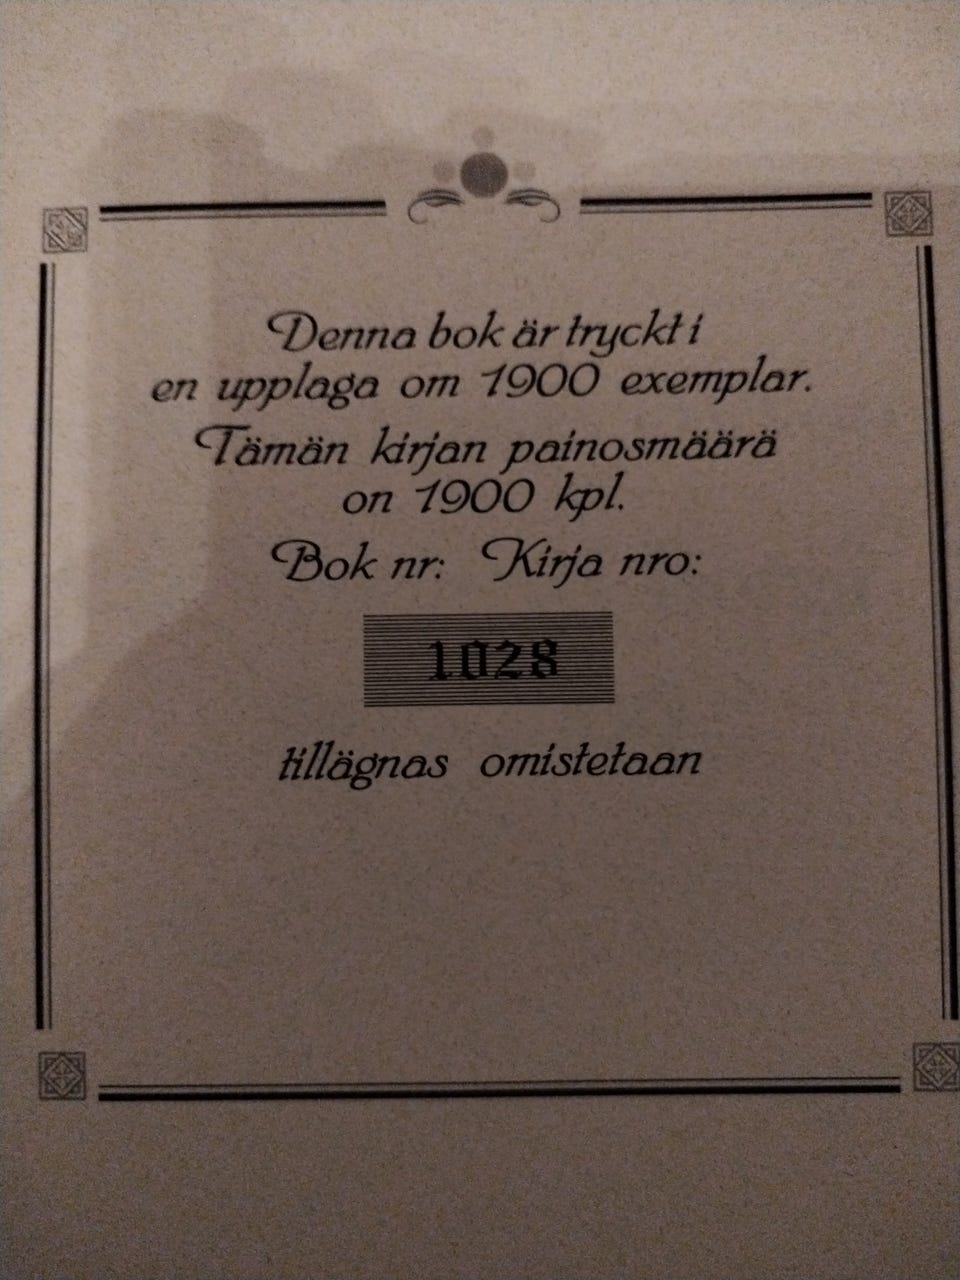 Denna bok är tryckt i
en upplaga om 1900 exemplar.
Tämän kirjan painosmäärä
on 1900 kpl.
Bok nr: Kirja nro:
1028
tillägnas omistetaan